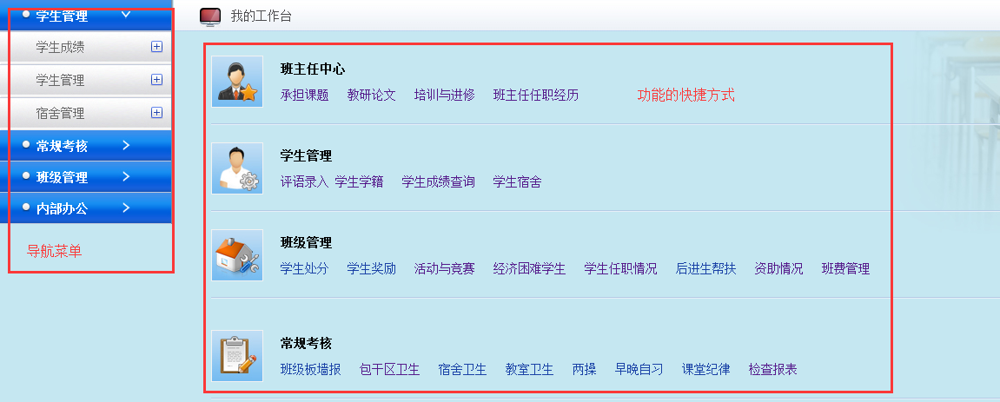 学生管理
学生成绩
学生管理
宿舍管理
常规考核
班级管理
内部办公
导航菜单
我的工作台
班主任中心
承担课题 教研论文 培训与进修 班主任任职经历 功能的快捷方式
学生管理
评语录入 学生学籍 学生成绩查询 学生宿舍
班级管理
学生处分 学生奖励 活动与竞赛 经济困难学生 学生任职情况 后进生帮扶 资助情况 班费管理
常规考核
班级板墙报 包干区卫生 宿舍卫生 教室卫生 两操 早晚自习 课堂纪律 检查报表